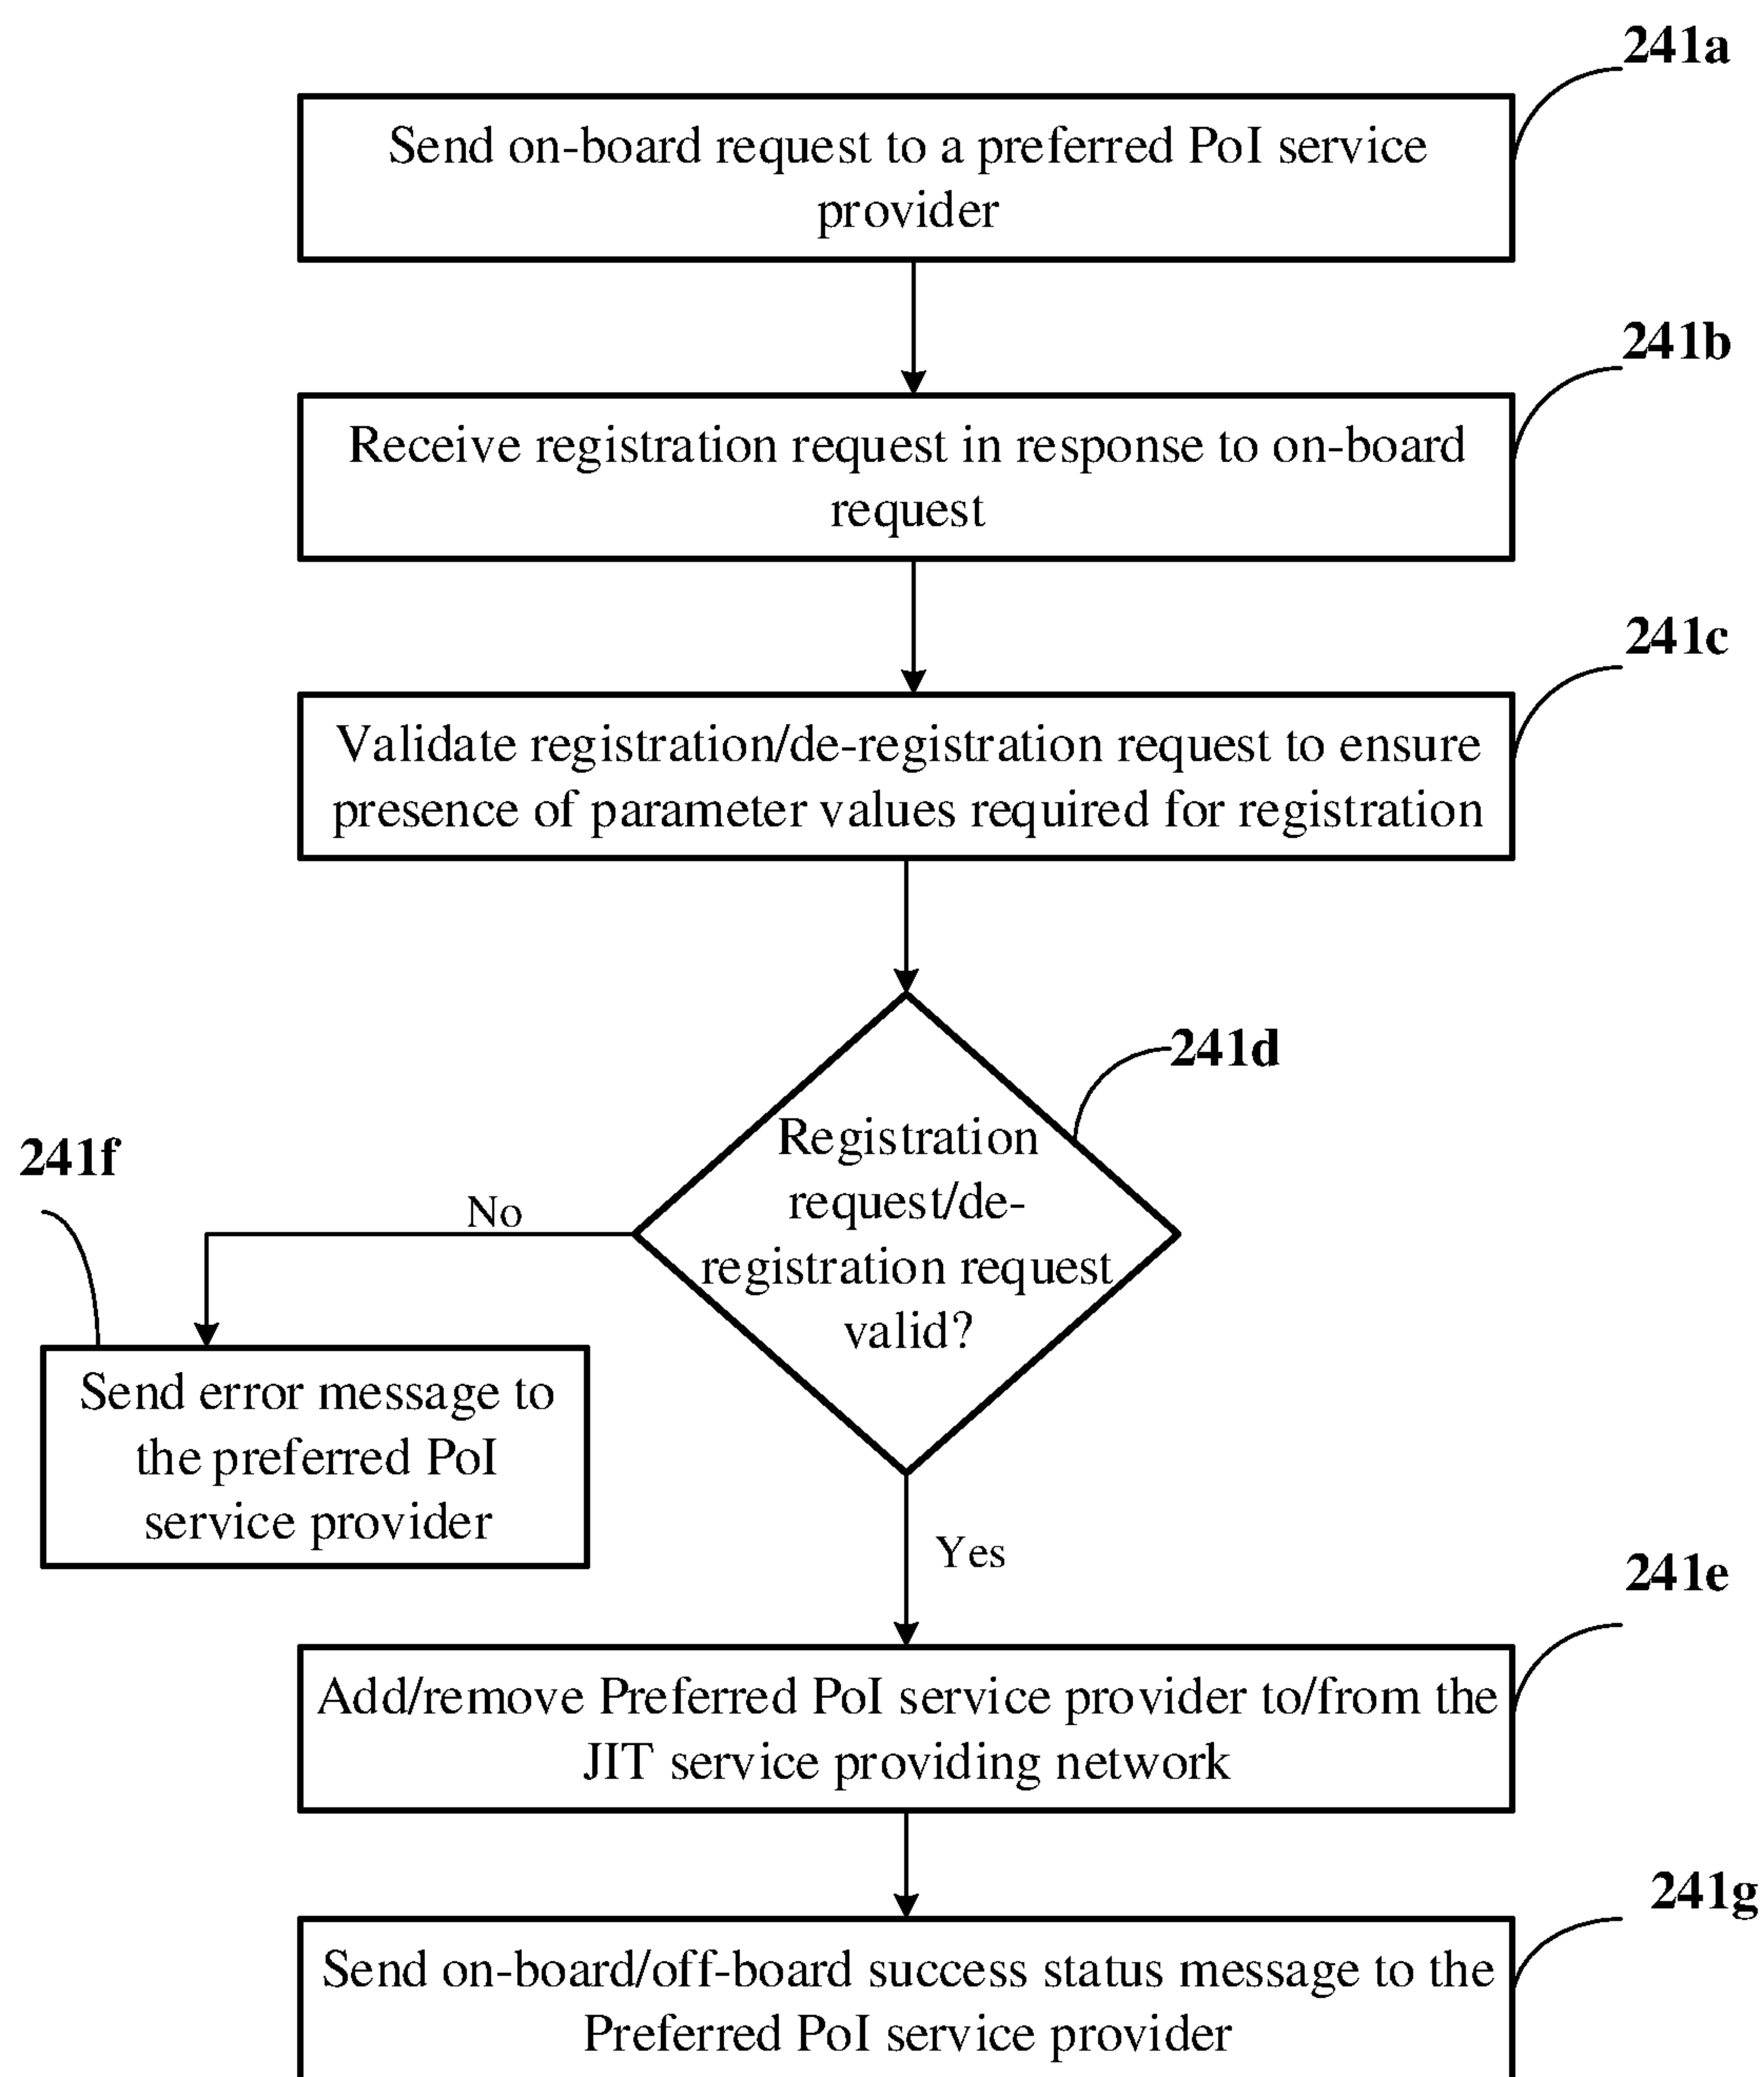 241a
Send on-board request to a preferred PoI service
provider
241b
Receive registration request in response to on-board
request
241c
Validate registration/de-registration request to ensure
presence of parameter values required for registration
241d
Registration
request/de-
registration request
valid?
No
241f
Send error message to
the preferred PoI
service provider
Yes
241e
Add/remove Preferred PoI service provider to/from the
JIT service providing network
241g
Send on-board/off-board success status message to the
Preferred PoI service provider